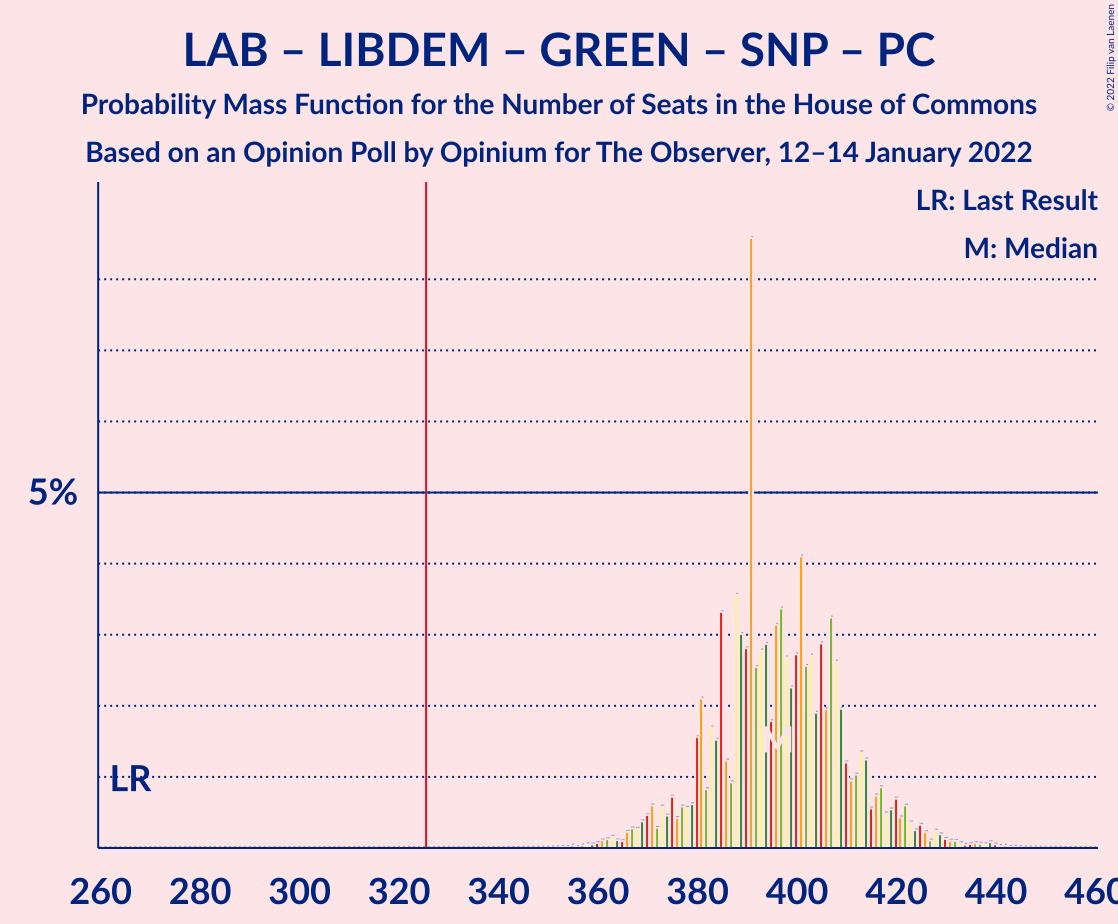 LAB – LIBDEM – GREEN – SNP – PC
Probability Mass Function for the Number of Seats in the House of Commons
Based on an Opinion Poll by Opinium for The Observer, 12–14 January 2022
© 2022 Filip van Laenen
LR: Last Result
M: Median
5%
LR
M
260 280 300 320 340 360 380 400 420 440 460